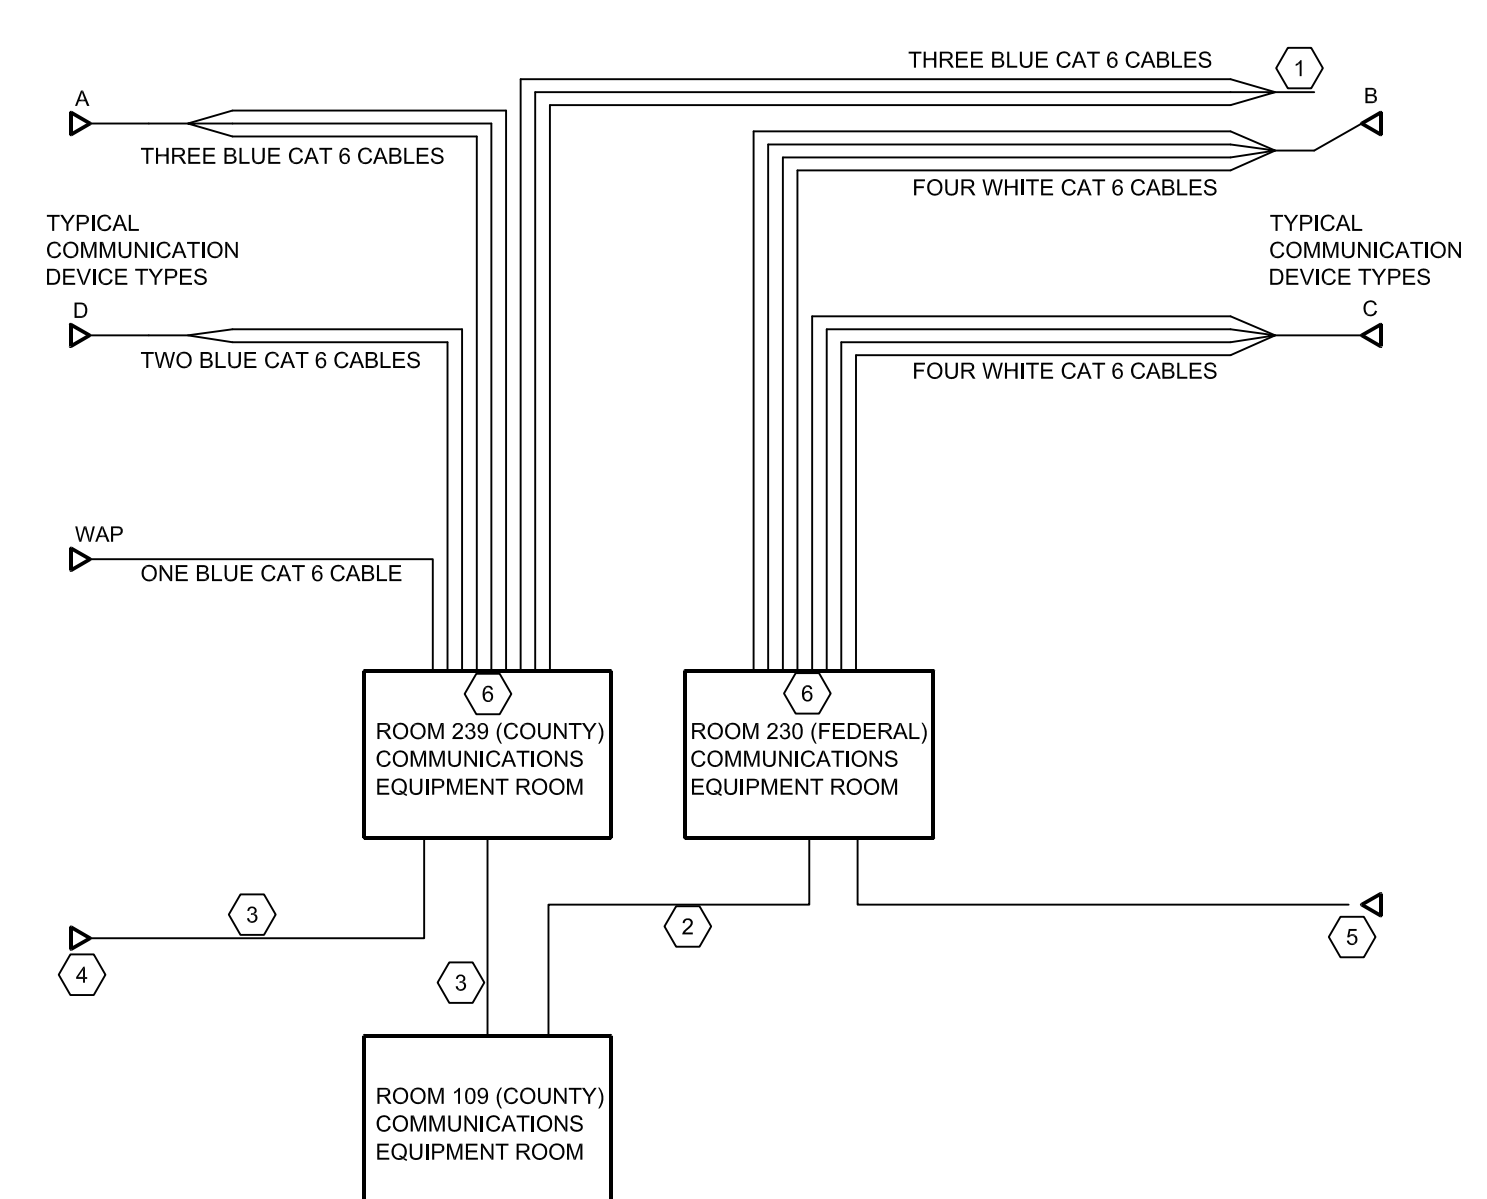 THREE BLUE CAT 6 CABLES
1
A
B
THREE BLUE CAT 6 CABLES
FOUR WHITE CAT 6 CABLES
TYPICAL
COMMUNICATION
DEVICE TYPES
TYPICAL
COMMUNICATION
DEVICE TYPES
D
C
TWO BLUE CAT 6 CABLES
FOUR WHITE CAT 6 CABLES
WAP
ONE BLUE CAT 6 CABLE
6
ROOM 239 (COUNTY)
COMMUNICATIONS
EQUIPMENT ROOM
6
ROOM 230 (FEDERAL)
COMMUNICATIONS
EQUIPMENT ROOM
3
2
5
4
3
ROOM 109 (COUNTY)
COMMUNICATIONS
EQUIPMENT ROOM